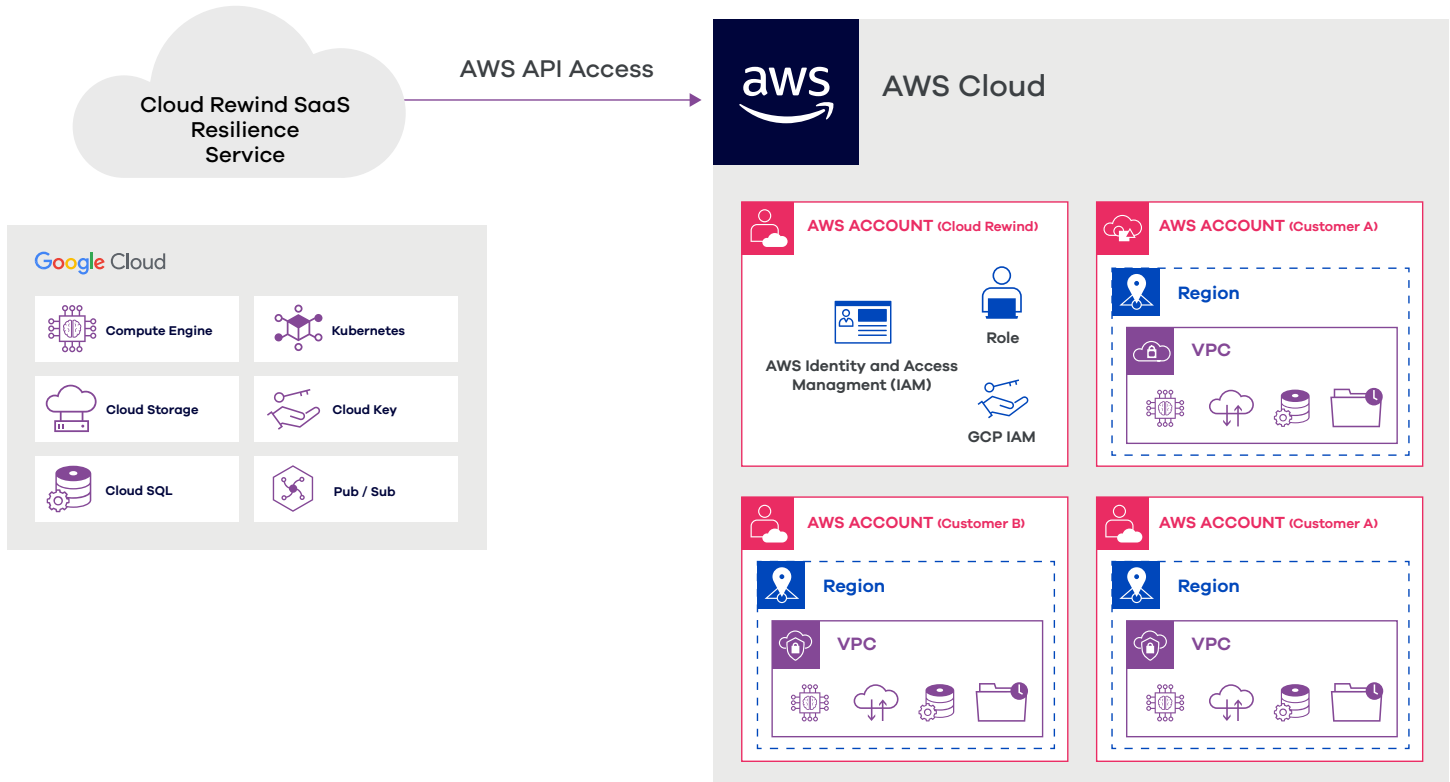 Cloud Rewind SaaS
Resilience
Service
AWS API Access
aws
AWS Cloud
Google Cloud
Compute Engine
Kubernetes
Cloud Storage
Cloud Key
Cloud SQL
Pub / Sub
AWS ACCOUNT (Cloud Rewind)
AWS Identity and Access
Managment (IAM)
Role
GCP IAM
AWS ACCOUNT (Customer A)
Region
VPC
AWS ACCOUNT (Customer B)
Region
VPC
AWS ACCOUNT (Customer A)
Region
VPC